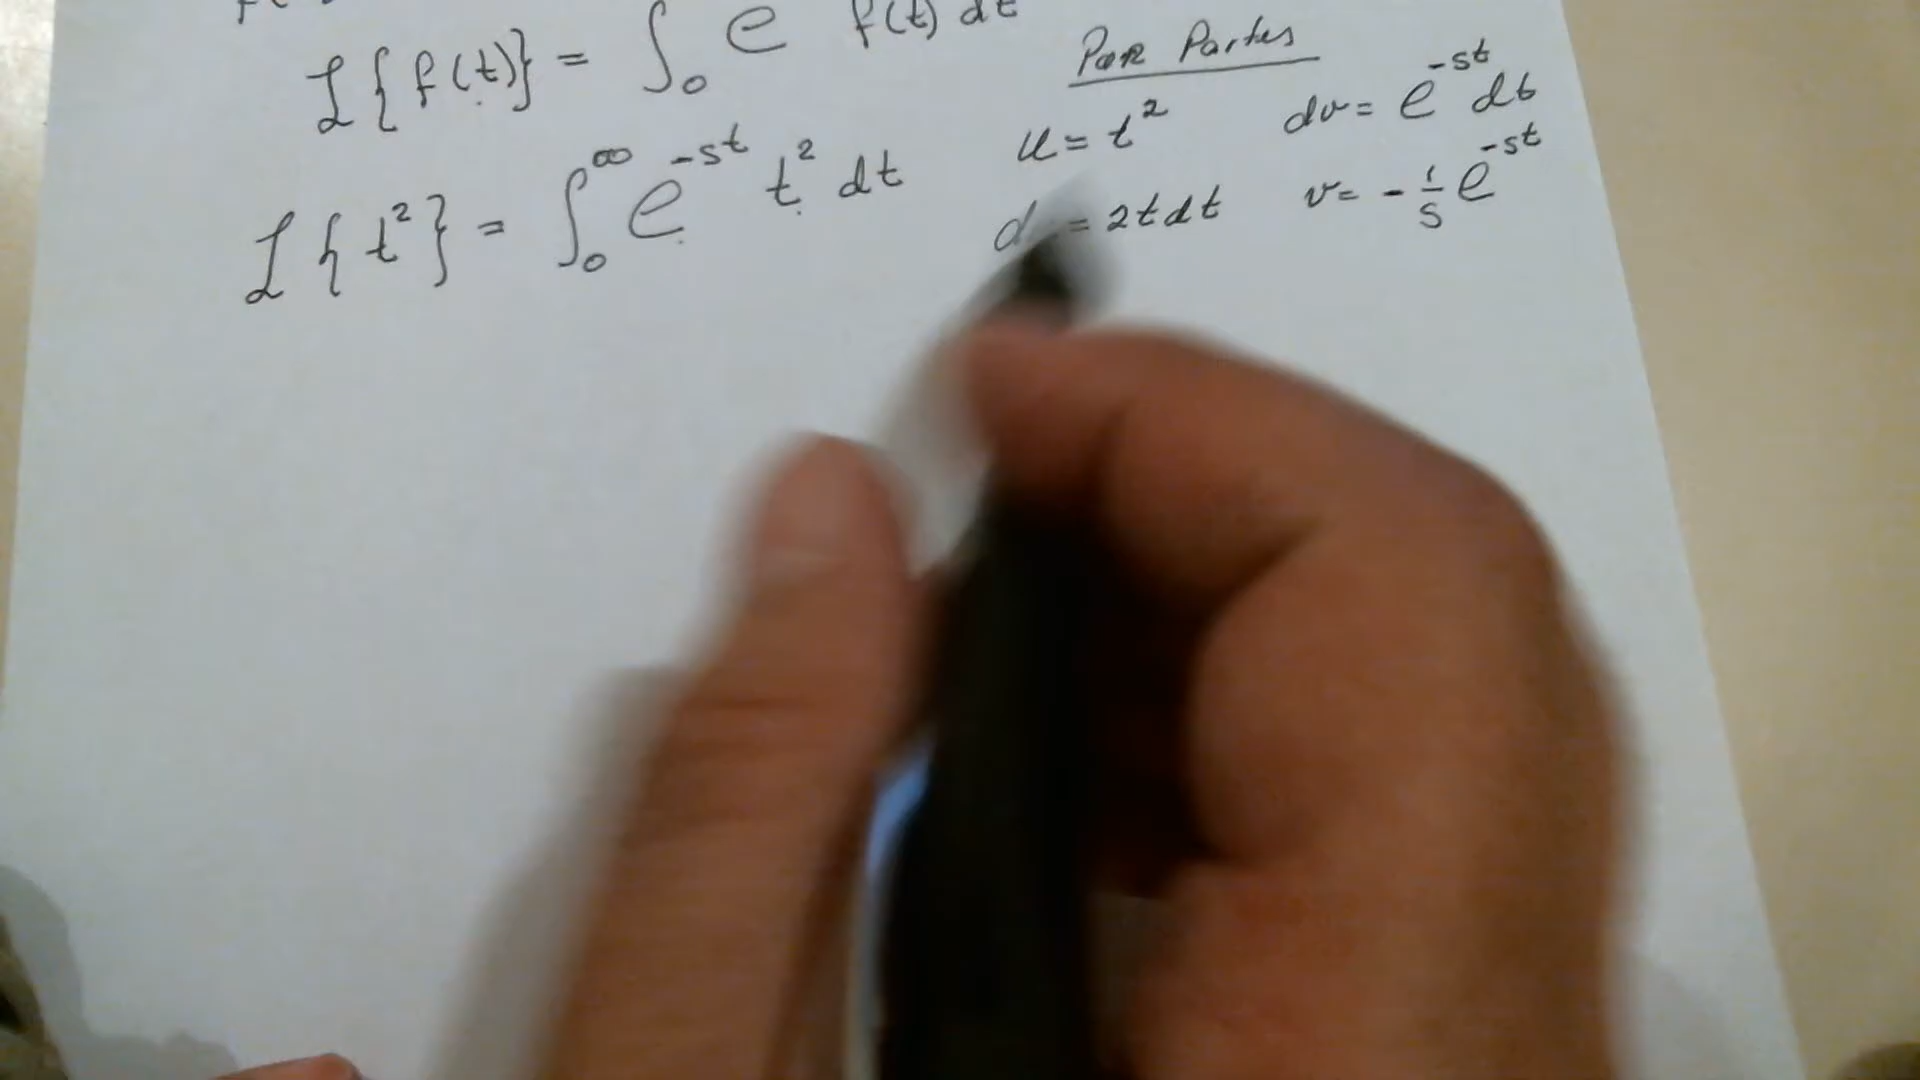 ℒ{f(t)} = ∫₀ e f(t) dt
ℒ{t²} = ∫₀^∞ e^{-st} t² dt
Por Partes
u = t² dv = e^{-st} dt
d = 2t dt v = -1/s e^{-st}